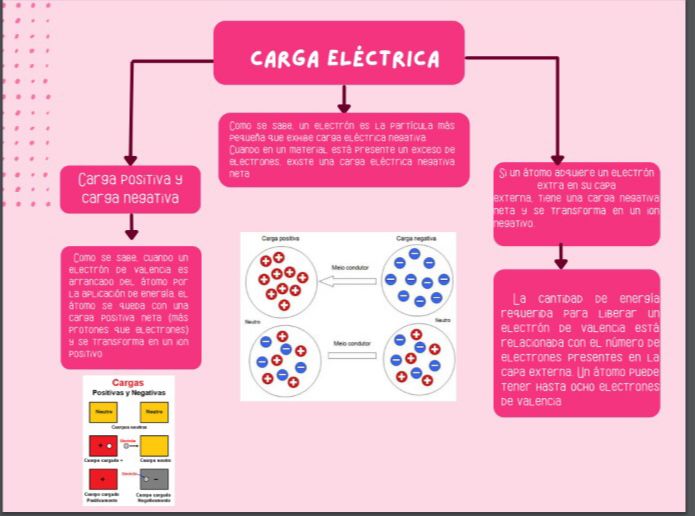 CARGA ELÉCTRICA
Como se sabe, un electrón es la partícula más
pequeña que exhibe carga eléctrica negativa.
Cuando en un material está presente un exceso de
electrones, existe una carga eléctrica negativa
neta
Carga positiva y
carga negativa
Como se sabe, cuando un
electrón de valencia es
arrancado del átomo por
la aplicación de energía, el
átomo se queda con una
carga positiva neta (más
protones que electrones)
y se transforma en un ion
positivo
Cargas
Positivas y Negativas
Neutro
Neutro
Cuerpos neutros
Cuerpo cargado +
Cuerpo neutro
Cuerpo cargado
Positivamente
Cuerpo cargado
Negativamente
Carga positiva
Carga negativa
Meio condutor
Neutro
Neutro
Meio condutor
Si un átomo adquiere un electrón
extra en su capa
externa, tiene una carga negativa
neta y se transforma en un ion
negativo.
La cantidad de energía
requerida para liberar un
electrón de valencia está
relacionada con el número de
electrones presentes en la
capa externa. Un átomo puede
tener hasta ocho electrones
de valencia